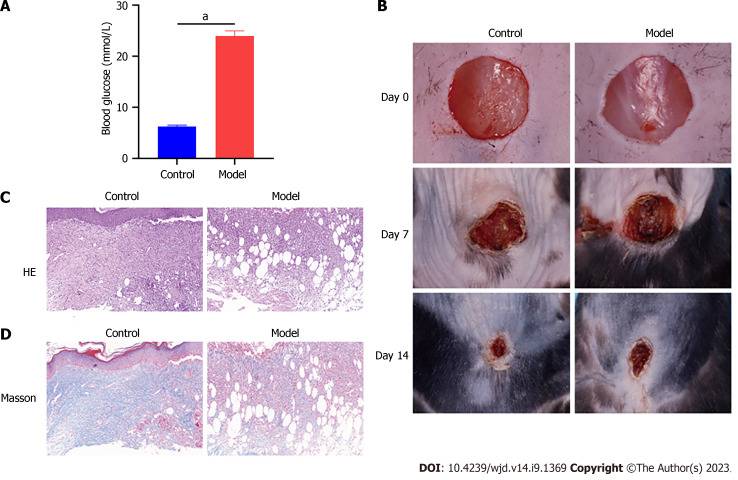 A
Blood glucose (mmol/L)
30
20
10
0
a
Control Model
B
Control Model
Day 0
Day 7
Day 14
C
Control Model
HE
D
Control Model
Masson
DOI: 10.4239/wjd.v14.i9.1369 Copyright ©The Author(s) 2023.